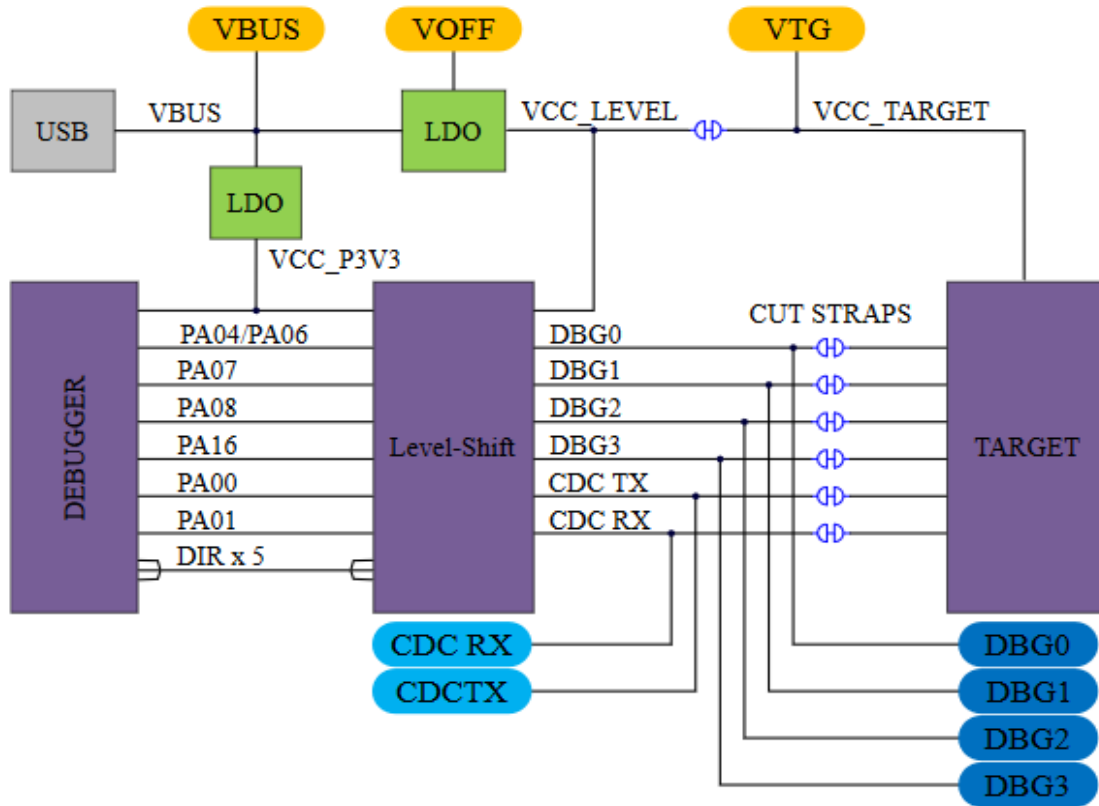 VBUS
VOFF
VTG
USB
VBUS
LDO
VCC_LEVEL
VCC_TARGET
LDO
VCC_P3V3
DEBUGGER
PA04/PA06
PA07
PA08
PA16
PA00
PA01
DIR x 5
Level-Shift
DBG0
DBG1
DBG2
DBG3
CDC TX
CDC RX
CUT STRAPS
TARGET
CDC RX
CDCTX
DBG0
DBG1
DBG2
DBG3